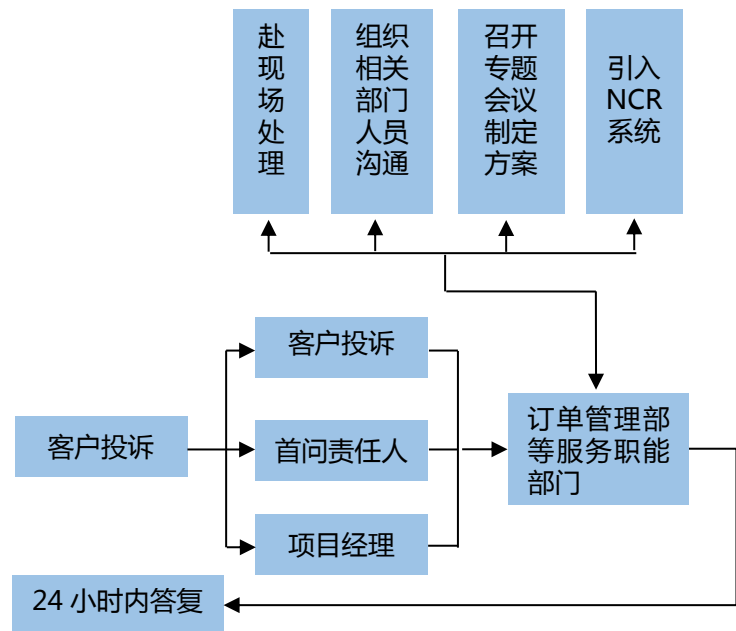 赴
现
场
处
理
组织
相关
部门
人员
沟通
召开
专题
会议
制定
方案
引入
NCR
系统
客户投诉
客户投诉
首问责任人
项目经理
订单管理部
等服务职能
部门
24 小时内答复